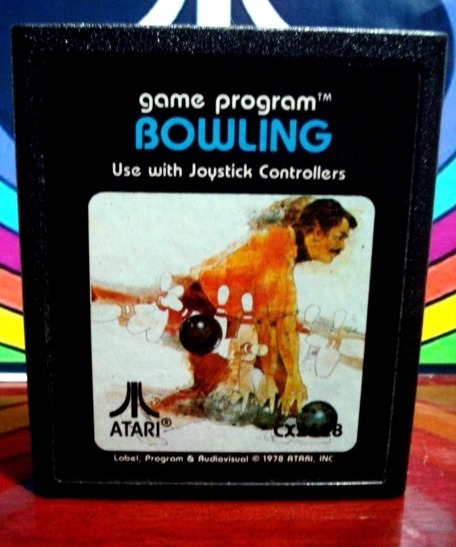 game program™
BOWLING
Use with Joystick Controllers
ATARI®
Label, Program & Audiovisual © 1978 ATARI, INC